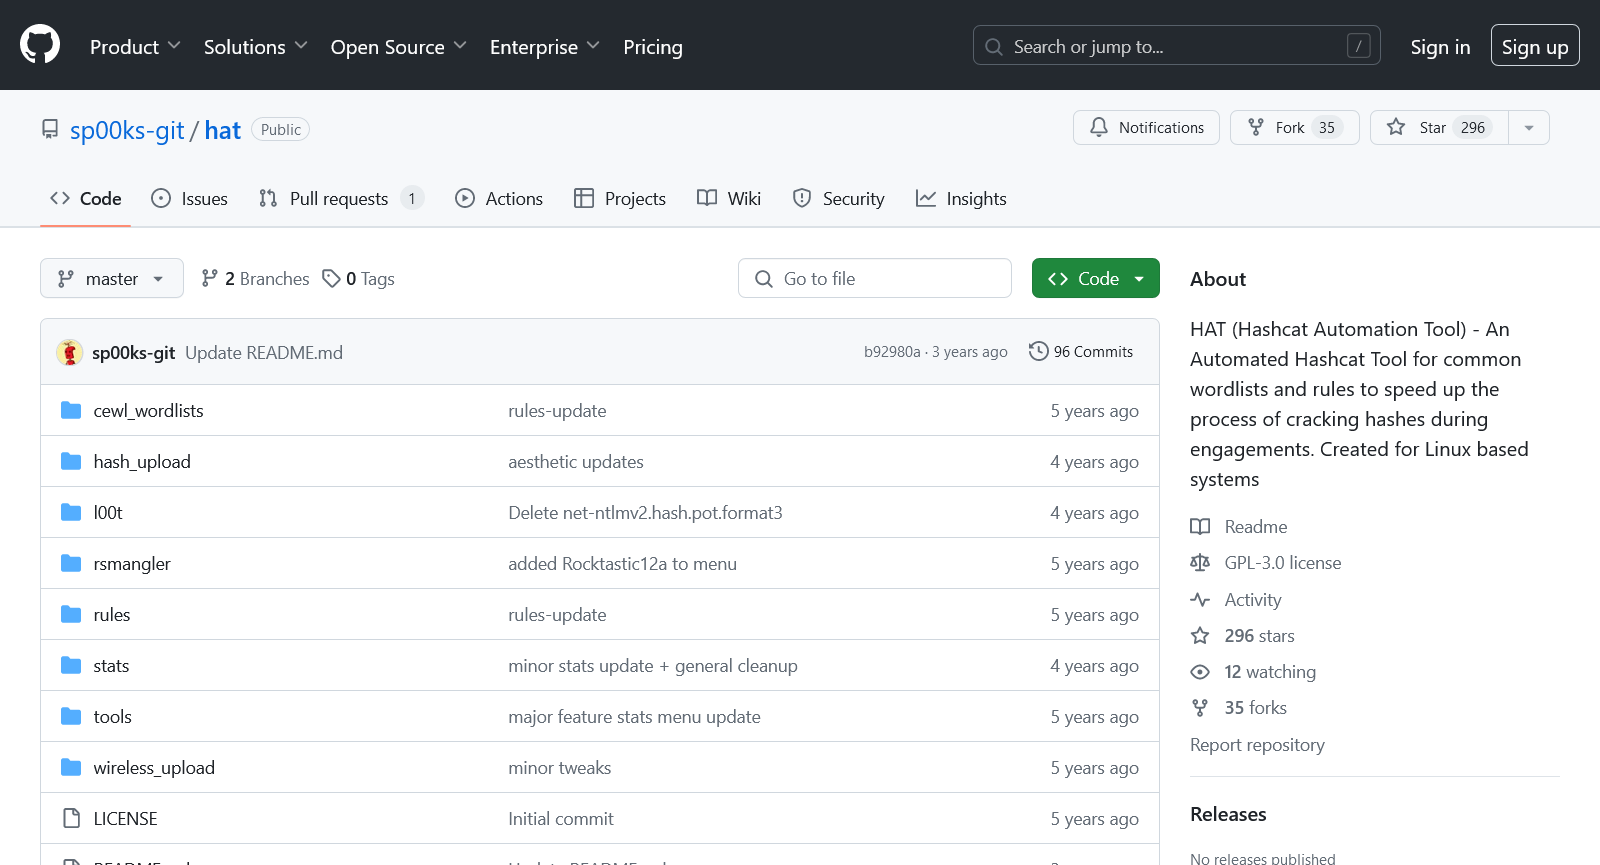 Product Solutions Open Source Enterprise Pricing Search or jump to... / Sign in Sign up
sp00ks-git / hat Public Notifications Fork 35 Star 296
Code Issues Pull requests 1 Actions Projects Wiki Security Insights
master 2 Branches 0 Tags Go to file Code
sp00ks-git Update README.md b92980a · 3 years ago 96 Commits
cewl_wordlists rules-update 5 years ago
hash_upload aesthetic updates 4 years ago
l00t Delete net-ntlmv2.hash.pot.format3 4 years ago
rsmangler added Rocktastic12a to menu 5 years ago
rules rules-update 5 years ago
stats minor stats update + general cleanup 4 years ago
tools major feature stats menu update 5 years ago
wireless_upload minor tweaks 5 years ago
LICENSE Initial commit 5 years ago
About
HAT (Hashcat Automation Tool) - An
Automated Hashcat Tool for common
wordlists and rules to speed up the
process of cracking hashes during
engagements. Created for Linux based
systems
Readme
GPL-3.0 license
Activity
296 stars
12 watching
35 forks
Report repository
Releases
No releases published